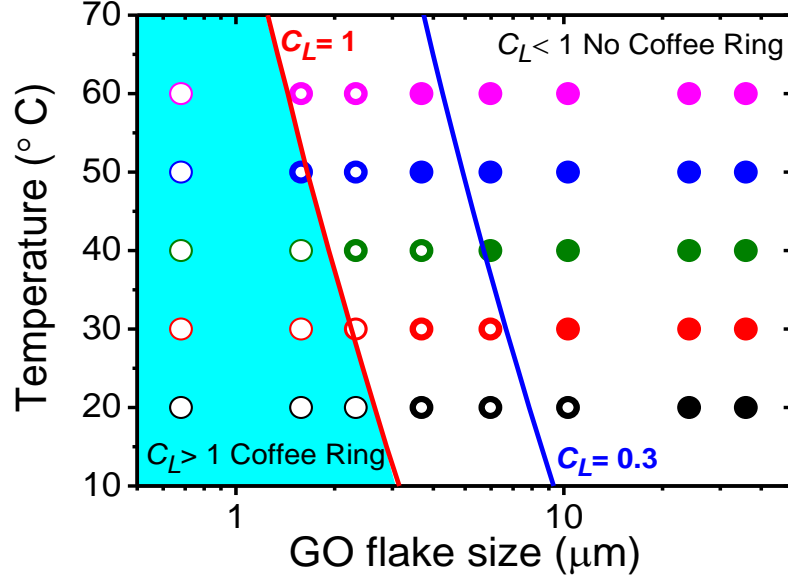 70
60
50
40
30
20
10
Temperature (° C)
C_L = 1
C_L < 1 No Coffee Ring
C_L > 1 Coffee Ring
C_L = 0.3
1
10
GO flake size (μm)